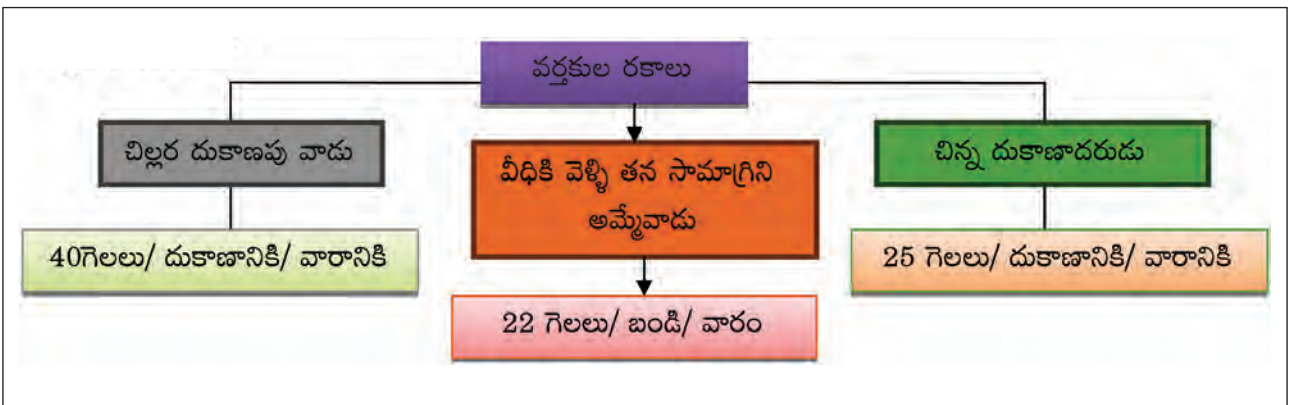 వర్తకుల రకాలు
చిల్లర దుకాణపు వాడు
వీధికి వెళ్ళి తన సామాగ్రిని
అమ్మేవాడు
చిన్న దుకాణాదరుడు
40గెలలు/ దుకాణానికి/ వారానికి
22 గెలలు/ బండి/ వారం
25 గెలలు/ దుకాణానికి/ వారానికి